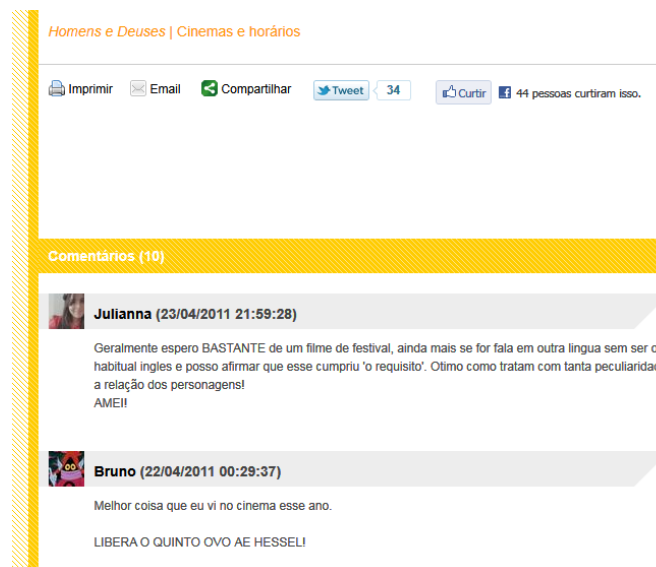 Homens e Deuses | Cinemas e horários
Imprimir Email Compartilhar Tweet 34 Curtir 44 pessoas curtiram isso.
Comentários (10)
Julianna (23/04/2011 21:59:28)
Geralmente espero BASTANTE de um filme de festival, ainda mais se for fala em outra lingua sem ser o
habitual ingles e posso afirmar que esse cumpriu 'o requisito'. Otimo como tratam com tanta
a relação dos personagens!
AMEI!
Bruno (22/04/2011 00:29:37)
Melhor coisa que eu vi no cinema esse ano.
LIBERA O QUINTO OVO AE HESSEL!